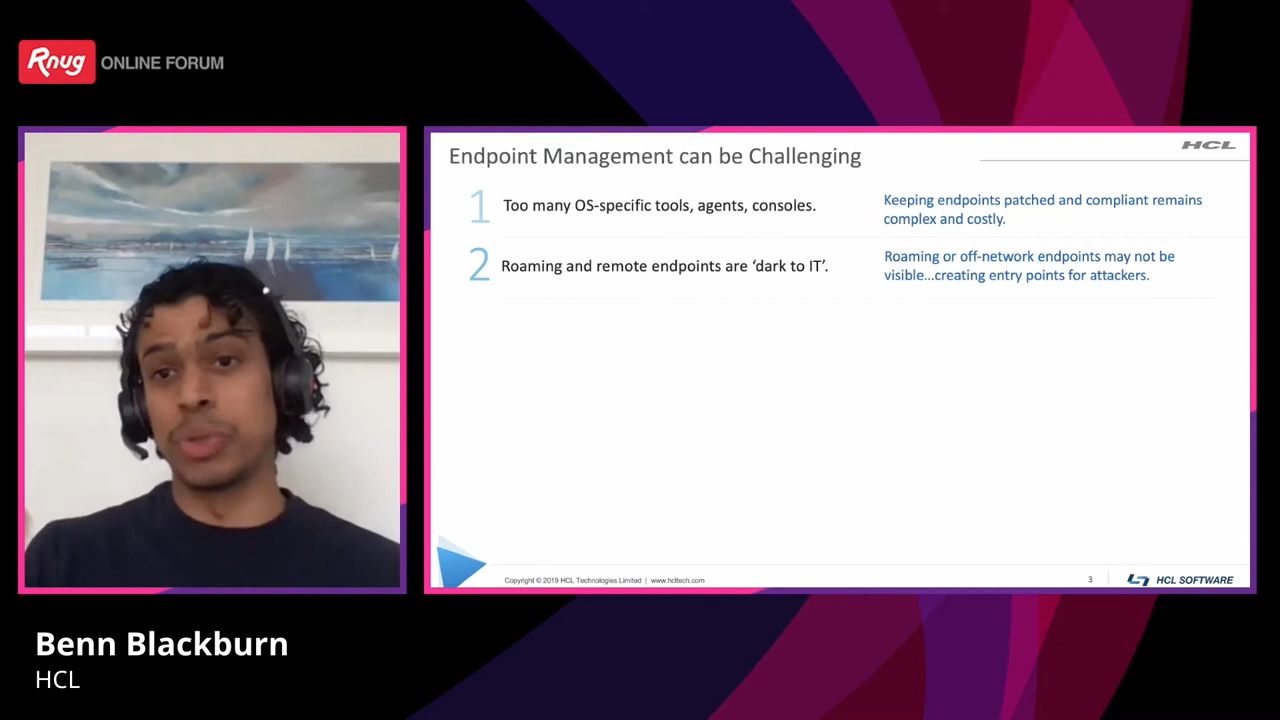 Rnug ONLINE FORUM
Endpoint Management can be Challenging
HCL
1 Too many OS-specific tools, agents, consoles.
Keeping endpoints patched and compliant remains
complex and costly.
2 Roaming and remote endpoints are ‘dark to IT’.
Roaming or off-network endpoints may not be
visible...creating entry points for attackers.
Copyright © 2019 HCL Technologies Limited | www.hcltech.com
3
HCL SOFTWARE
Benn Blackburn
HCL